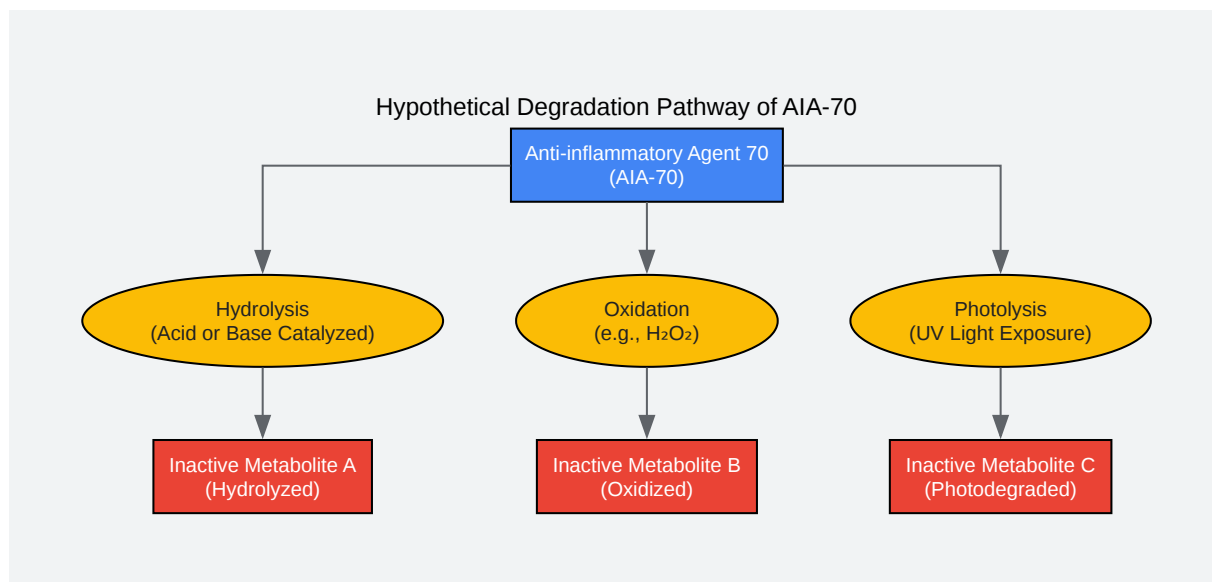 Hypothetical Degradation Pathway of AIA-70
Anti-inflammatory Agent 70
(AIA-70)
Hydrolysis
(Acid or Base Catalyzed)
Oxidation
(e.g., H₂O₂)
Photolysis
(UV Light Exposure)
Inactive Metabolite A
(Hydrolyzed)
Inactive Metabolite B
(Oxidized)
Inactive Metabolite C
(Photodegraded)